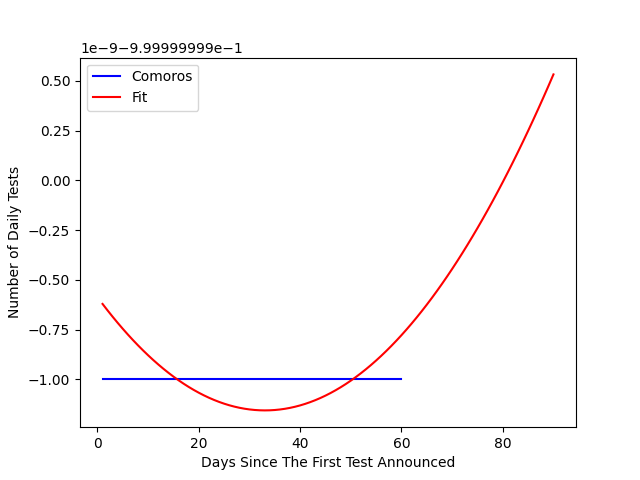 1e−9−9.99999999e−1
Comoros
Fit
0.50
0.25
0.00
−0.25
−0.50
−0.75
−1.00
Number of Daily Tests
0 20 40 60 80
Days Since The First Test Announced